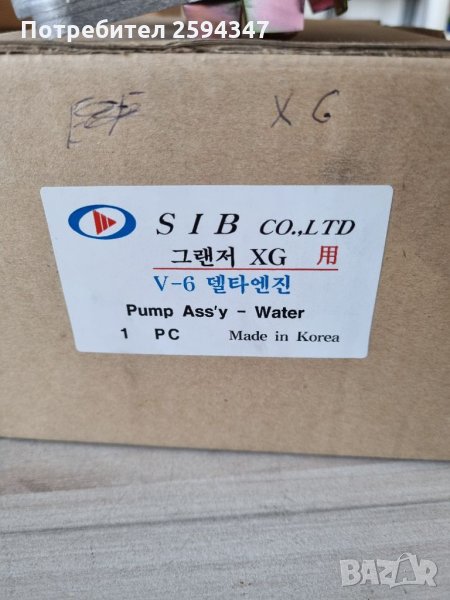 Потребител 2594347
X G
SIB CO.,LTD
그랜저 XG 用
V-6 델타엔진
Pump Ass'y - Water
1 PC Made in Korea
BAZAR